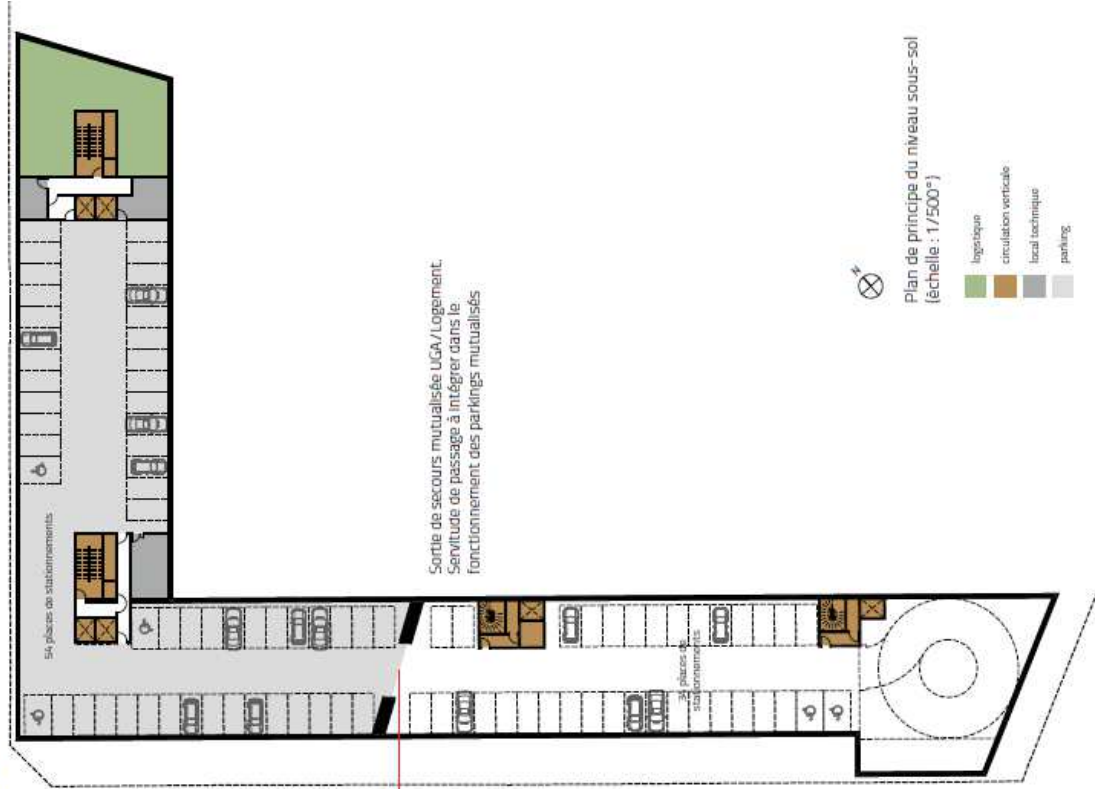 54 places de stationnements
Sortie de secours mutualisée UGA/Logement.
Servitude de passage à intégrer dans le
fonctionnement des parkings mutualisés
34 places de
stationnements
N
Plan de principe du niveau sous-sol
(échelle : 1/500°)
logistique
circulation verticale
local technique
parking